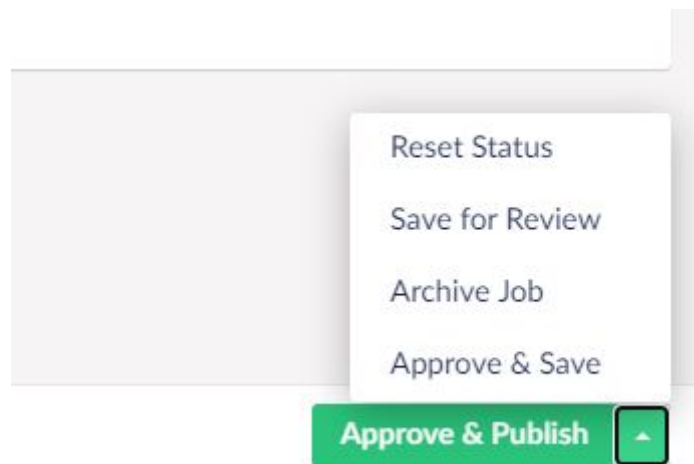 Reset Status
Save for Review
Archive Job
Approve & Save
Approve & Publish